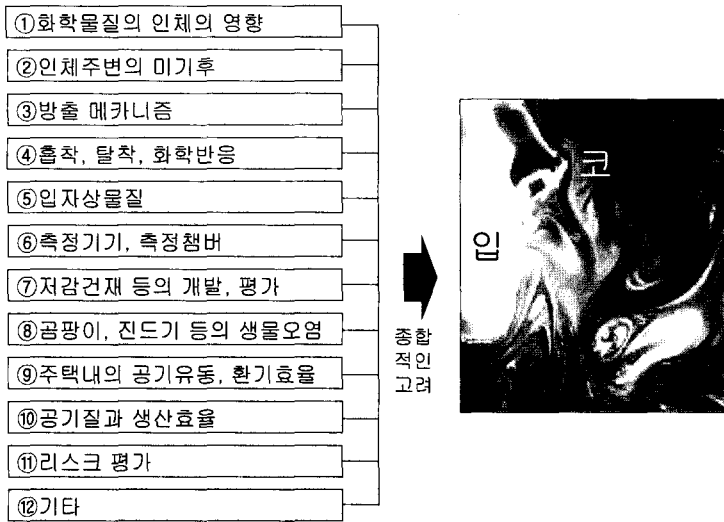 ①화학물질의 인체의 영향
②인체주변의 미기후
③방출 메카니즘
④흡착, 탈착, 화학반응
⑤입자상물질
⑥측정기기, 측정챔버
⑦저감건재 등의 개발, 평가
⑧곰팡이, 진드기 등의 생물오염
⑨주택내의 공기유동, 환기효율
⑩공기질과 생산효율
⑪리스크 평가
⑫기타
종합
적인
고려
코
입